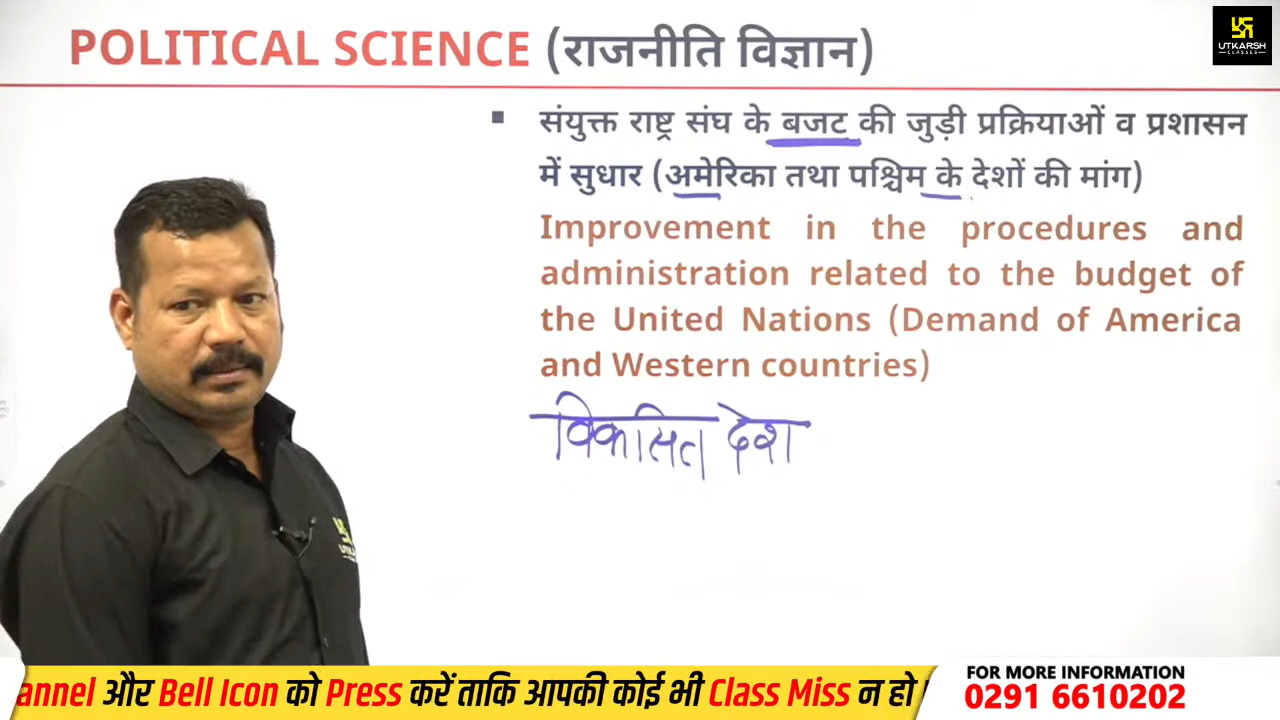 POLITICAL SCIENCE (राजनीति विज्ञान)
UTKARSH
CLASSES
▪ संयुक्त राष्ट्र संघ के बजट की जुड़ी प्रक्रियाओं व प्रशासन
में सुधार (अमेरिका तथा पश्चिम के देशों की मांग)
Improvement in the procedures and
administration related to the budget of
the United Nations (Demand of America
and Western countries)
विकासित देश
annel और Bell Icon को Press करें ताकि आपकी कोई भी Class Miss न हो
FOR MORE INFORMATION
0291 6610202